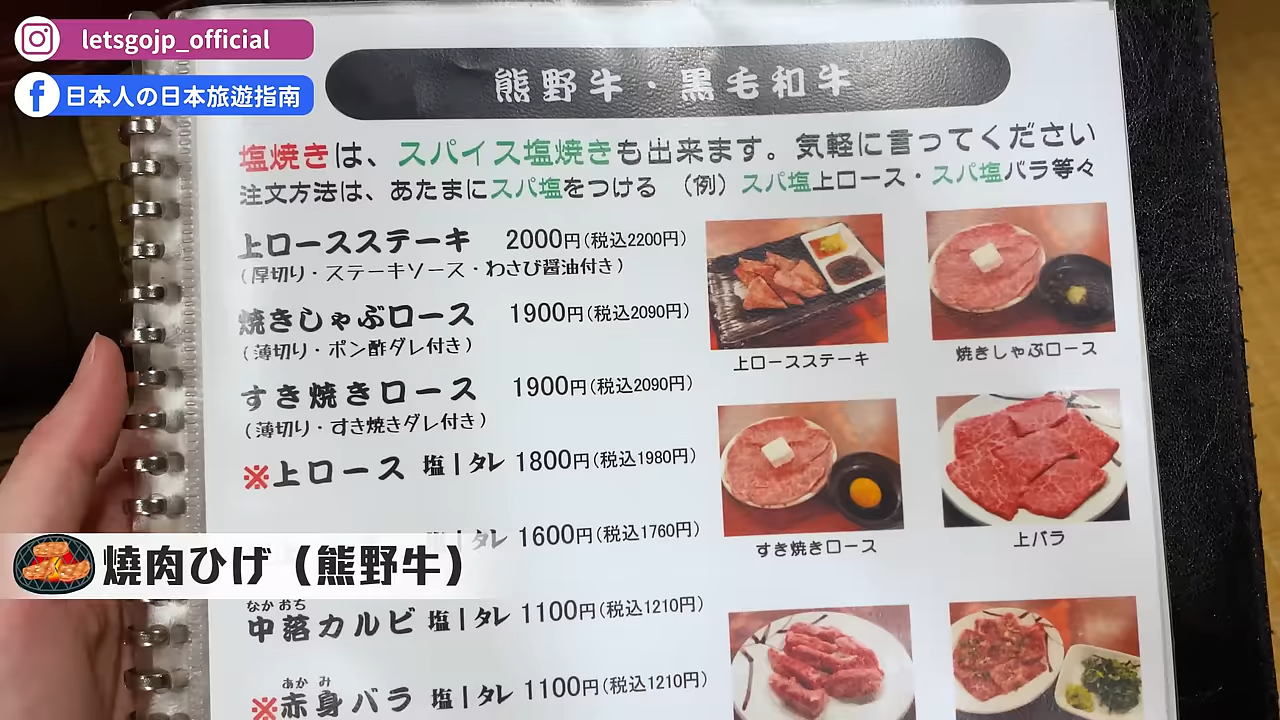 letsgojp_official
日本人の日本旅遊指南
熊野牛・黒毛和牛
塩焼きは、スパイス塩焼きも出来ます。気軽に言ってください
注文方法は、あたまにスパ塩をつける （例）スパ塩上ロース・スパ塩バラ等々
上ロースステーキ 2000円(税込2200円)
（厚切り・ステーキソース・わさび醤油付き）
焼きしゃぶロース 1900円(税込2090円)
（薄切り・ポン酢ダレ付き）
すき焼きロース 1900円(税込2090円)
（薄切り・すき焼きダレ付き）
※上ロース 塩|タレ 1800円(税込1980円)
塩|タレ 1600円(税込1760円)
なか おち
中落カルビ 塩|タレ 1100円(税込1210円)
あか み
※赤身バラ 塩|タレ 1100円(税込1210円)
上ロースステーキ
焼きしゃぶロース
すき焼きロース
上バラ
燒肉ひげ（熊野牛）